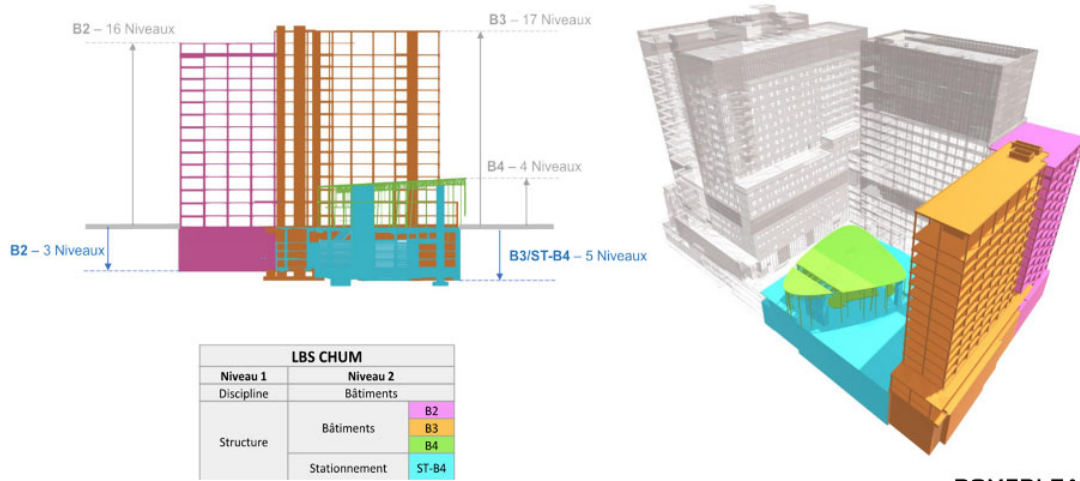 B2 – 16 Niveaux
B3 – 17 Niveaux
B4 – 4 Niveaux
B2 – 3 Niveaux
B3/ST-B4 – 5 Niveaux
LBS CHUM
Niveau 1 Niveau 2
Discipline Bâtiments
Structure
Bâtiments
B2
B3
B4
Stationnement ST-B4